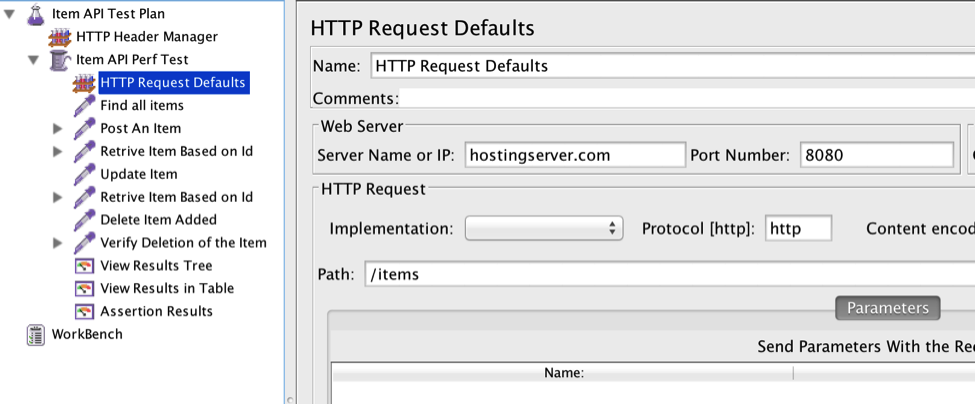 Item API Test Plan
HTTP Header Manager
Item API Perf Test
HTTP Request Defaults
Find all items
Post An Item
Retrive Item Based on Id
Update Item
Retrive Item Based on Id
Delete Item Added
Verify Deletion of the Item
View Results Tree
View Results in Table
Assertion Results
WorkBench
HTTP Request Defaults
Name: HTTP Request Defaults
Comments:
Web Server
Server Name or IP: hostingserver.com Port Number: 8080
HTTP Request
Implementation: Protocol [http]: http Content encod
Path: /items
Parameters
Send Parameters With the Re
Name: